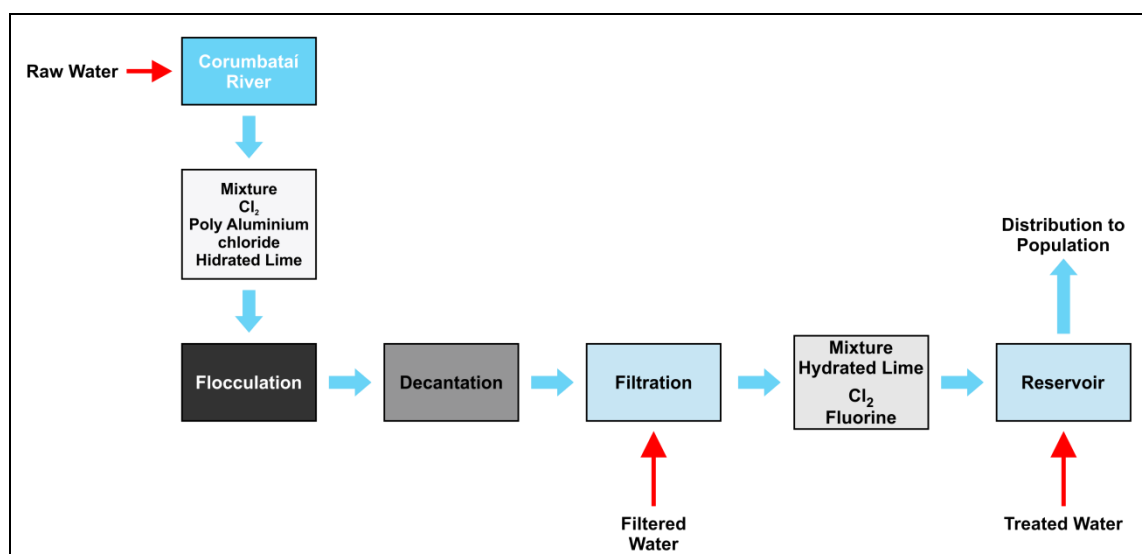 Raw Water
Corumbataí
River
Mixture
Cl₂
Poly Aluminium
chloride
Hidrated Lime
Flocculation
Decantation
Filtration
Mixture
Hydrated Lime
Cl₂
Fluorine
Reservoir
Distribution to
Population
Filtered
Water
Treated Water